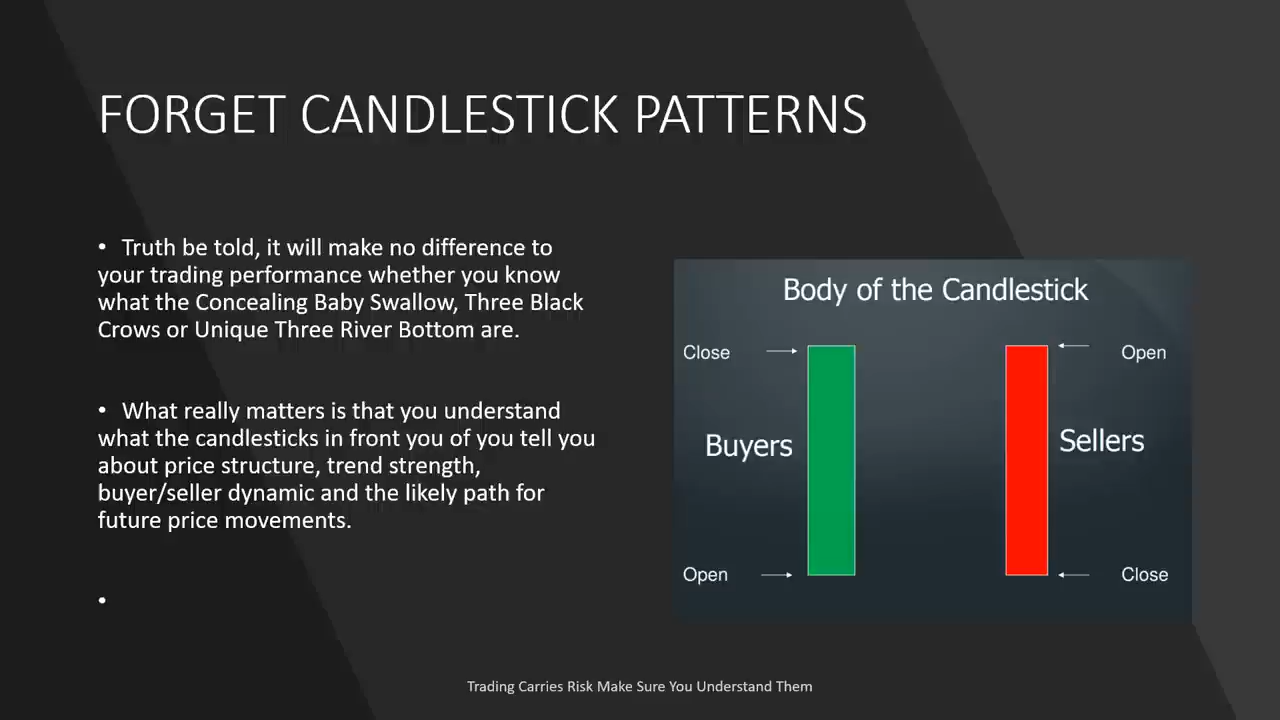 FORGET CANDLESTICK PATTERNS
• Truth be told, it will make no difference to
your trading performance whether you know
what the Concealing Baby Swallow, Three Black
Crows or Unique Three River Bottom are.
• What really matters is that you understand
what the candlesticks in front you of you tell you
about price structure, trend strength,
buyer/seller dynamic and the likely path for
future price movements.
•
Body of the Candlestick
Close
Open
Buyers
Sellers
Open
Close
Trading Carries Risk Make Sure You Understand Them